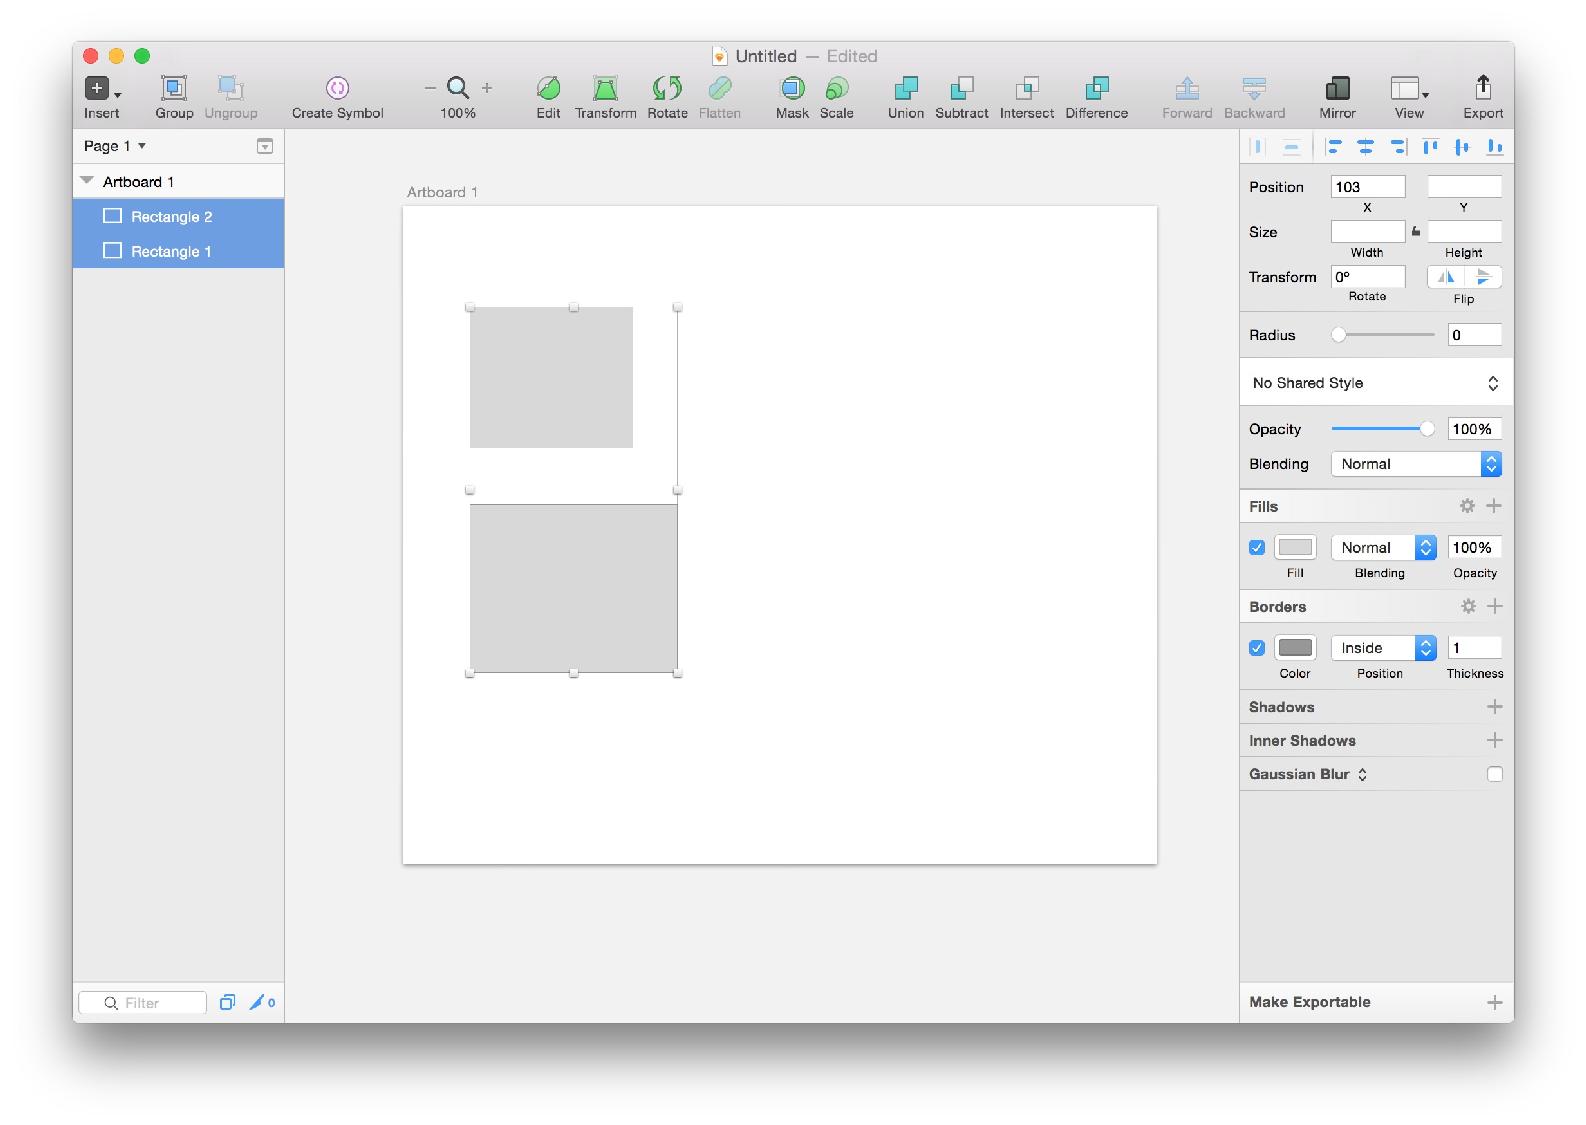 Untitled — Edited
Insert Group Ungroup Create Symbol 100% Edit Transform Rotate Flatten Mask Scale Union Subtract Intersect Difference Forward Backward Mirror View Export
Page 1
Artboard 1
Rectangle 2
Rectangle 1
Filter
0
Artboard 1
Position 103
X Y
Size
Width Height
Transform 0°
Rotate Flip
Radius 0
No Shared Style
Opacity 100%
Blending Normal
Fills
Normal 100%
Fill Blending Opacity
Borders
Inside 1
Color Position Thickness
Shadows
Inner Shadows
Gaussian Blur
Make Exportable